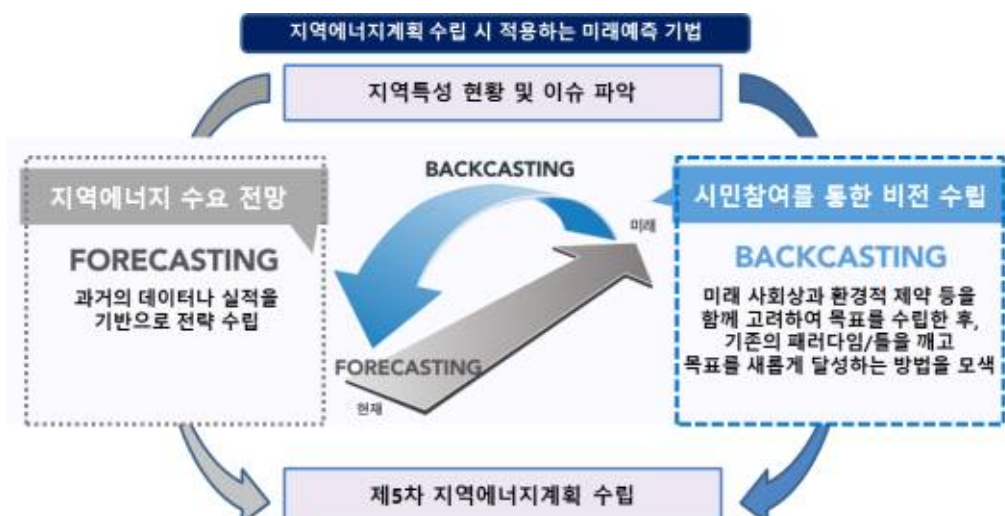 지역에너지계획 수립 시 적용하는 미래예측 기법
지역특성 현황 및 이슈 파악
지역에너지 수요 전망
FORECASTING
과거의 데이터나 실적을
기반으로 전략 수립
BACKCASTING
미래
FORECASTING
현재
시민참여를 통한 비전 수립
BACKCASTING
미래 사회상과 환경적 제약 등을
함께 고려하여 목표를 수립한 후,
기존의 패러다임/틀을 깨고
목표를 새롭게 달성하는 방법을 모색
제5차 지역에너지계획 수립